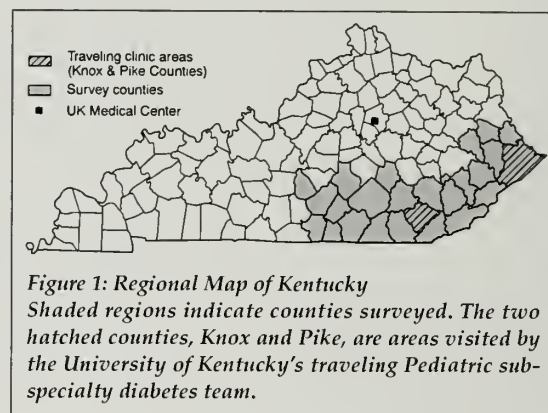 Traveling clinic areas
(Knox & Pike Counties)
Survey counties
UK Medical Center
Figure 1: Regional Map of Kentucky
Shaded regions indicate counties surveyed. The two
hatched counties, Knox and Pike, are areas visited by
the University of Kentucky's traveling Pediatric sub-
specialty diabetes team.